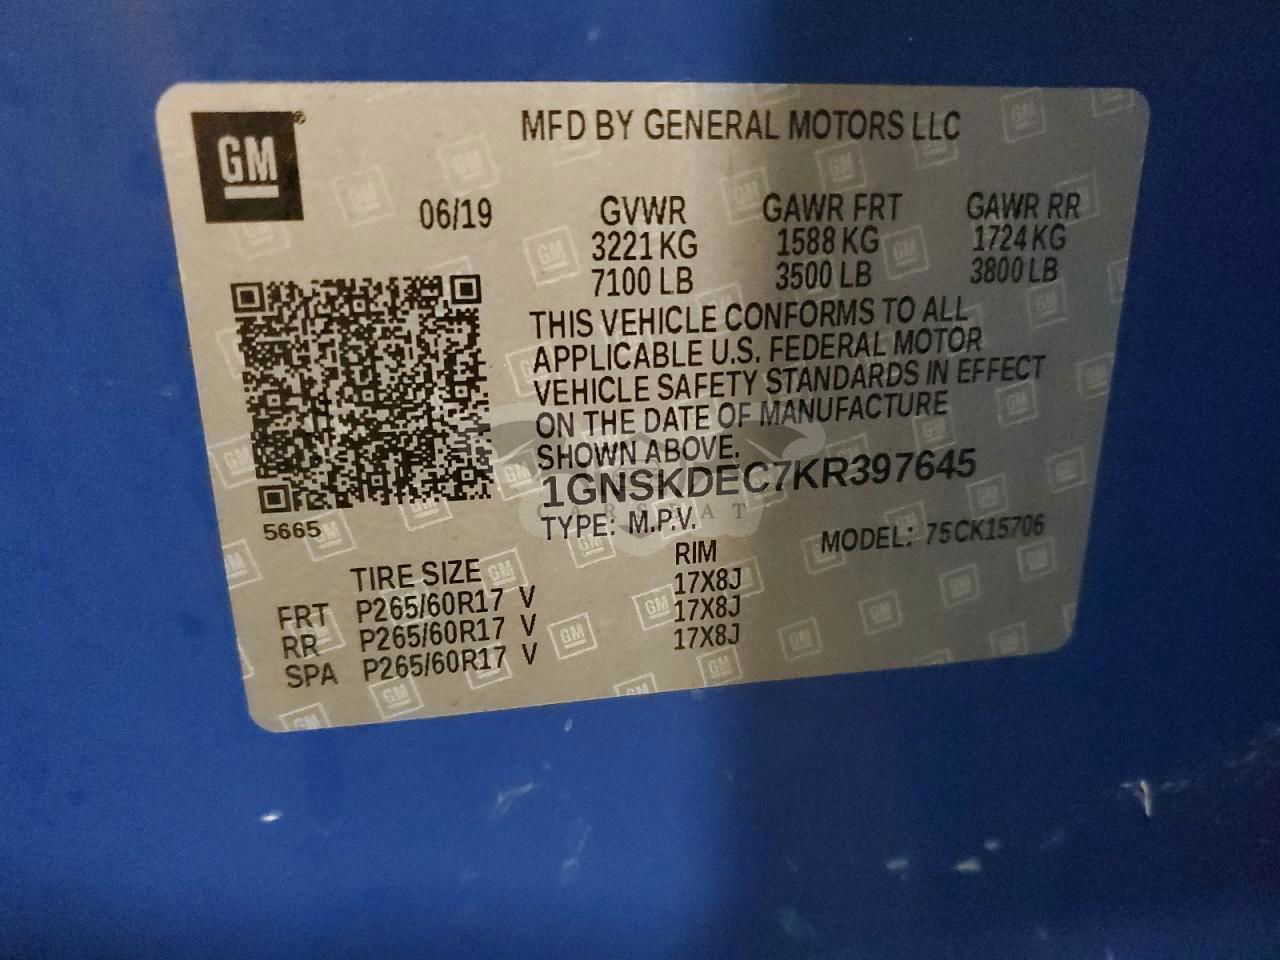 GM
MFD BY GENERAL MOTORS LLC
06/19
GVWR GAWR FRT GAWR RR
3221 KG 1588 KG 1724 KG
7100 LB 3500 LB 3800 LB
THIS VEHICLE CONFORMS TO ALL
APPLICABLE U.S. FEDERAL MOTOR
VEHICLE SAFETY STANDARDS IN EFFECT
ON THE DATE OF MANUFACTURE
SHOWN ABOVE.
1GNSKDEC7KR397645
TYPE: M.P.V. MODEL: 75CK15706
5665
TIRE SIZE RIM
FRT P265/60R17 V 17X8J
RR P265/60R17 V 17X8J
SPA P265/60R17 V 17X8J